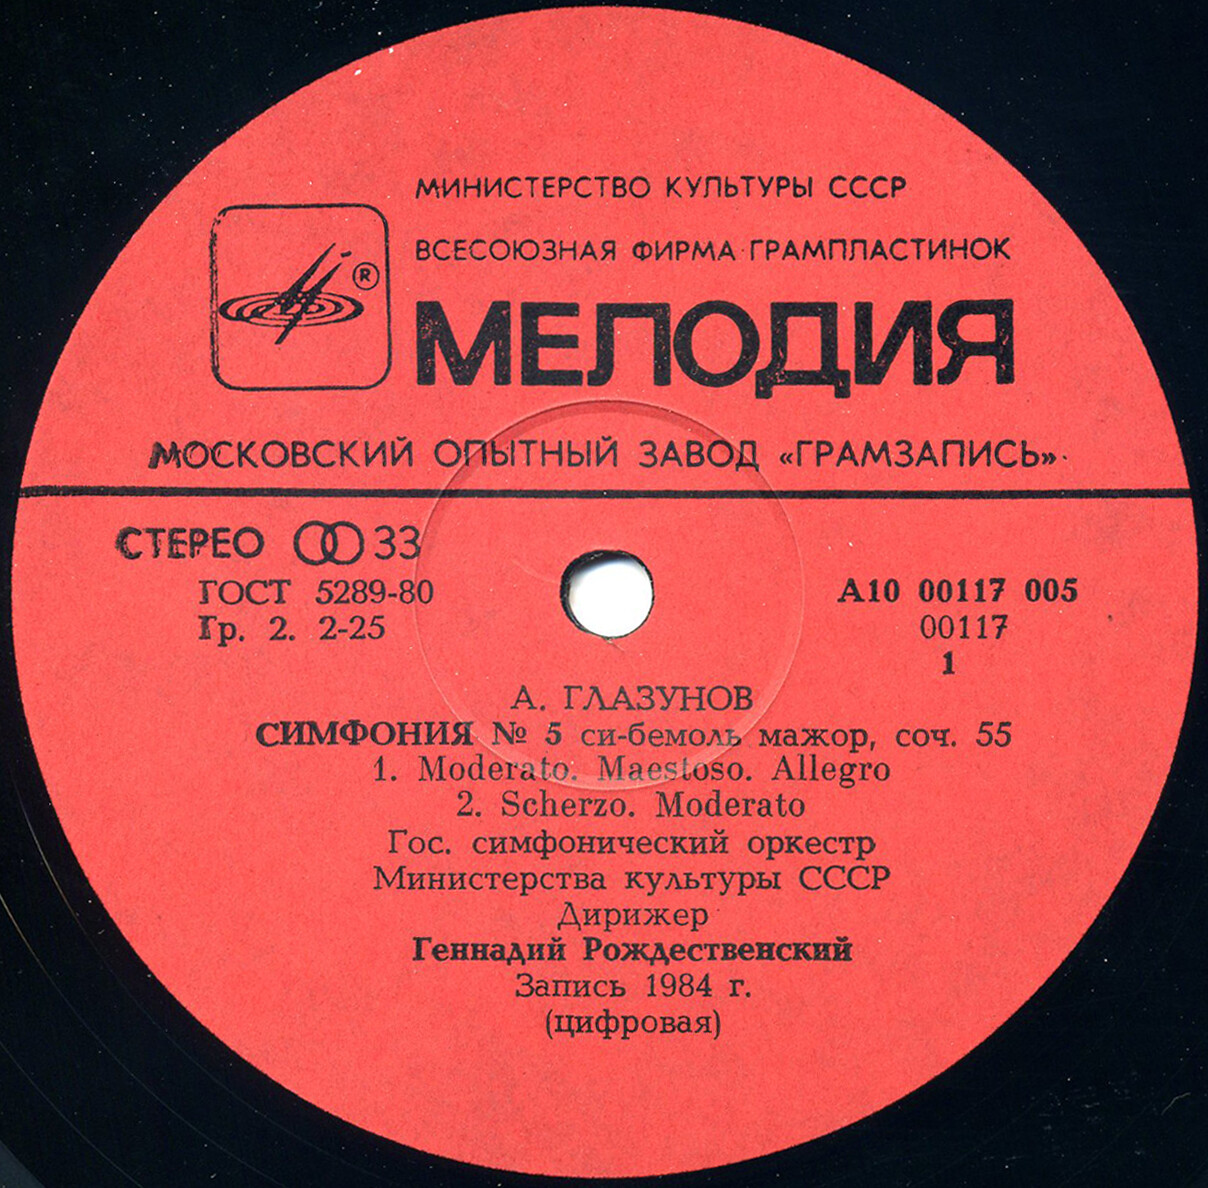 МИНИСТЕРСТВО КУЛЬТУРЫ СССР
ВСЕСОЮЗНАЯ ФИРМА ГРАМПЛАСТИНОК
®
МЕЛОДИЯ
МОСКОВСКИЙ ОПЫТНЫЙ ЗАВОД «ГРАМЗАПИСЬ»
СТЕРЕО 33
ГОСТ 5289-80
Гр. 2. 2-25
А10 00117 005
00117
1
А. ГЛАЗУНОВ
СИМФОНИЯ № 5 си-бемоль мажор, соч. 55
1. Moderato. Maestoso. Allegro
2. Scherzo. Moderato
Гос. симфонический оркестр
Министерства культуры СССР
Дирижер
Геннадий Рождественский
Запись 1984 г.
(цифровая)